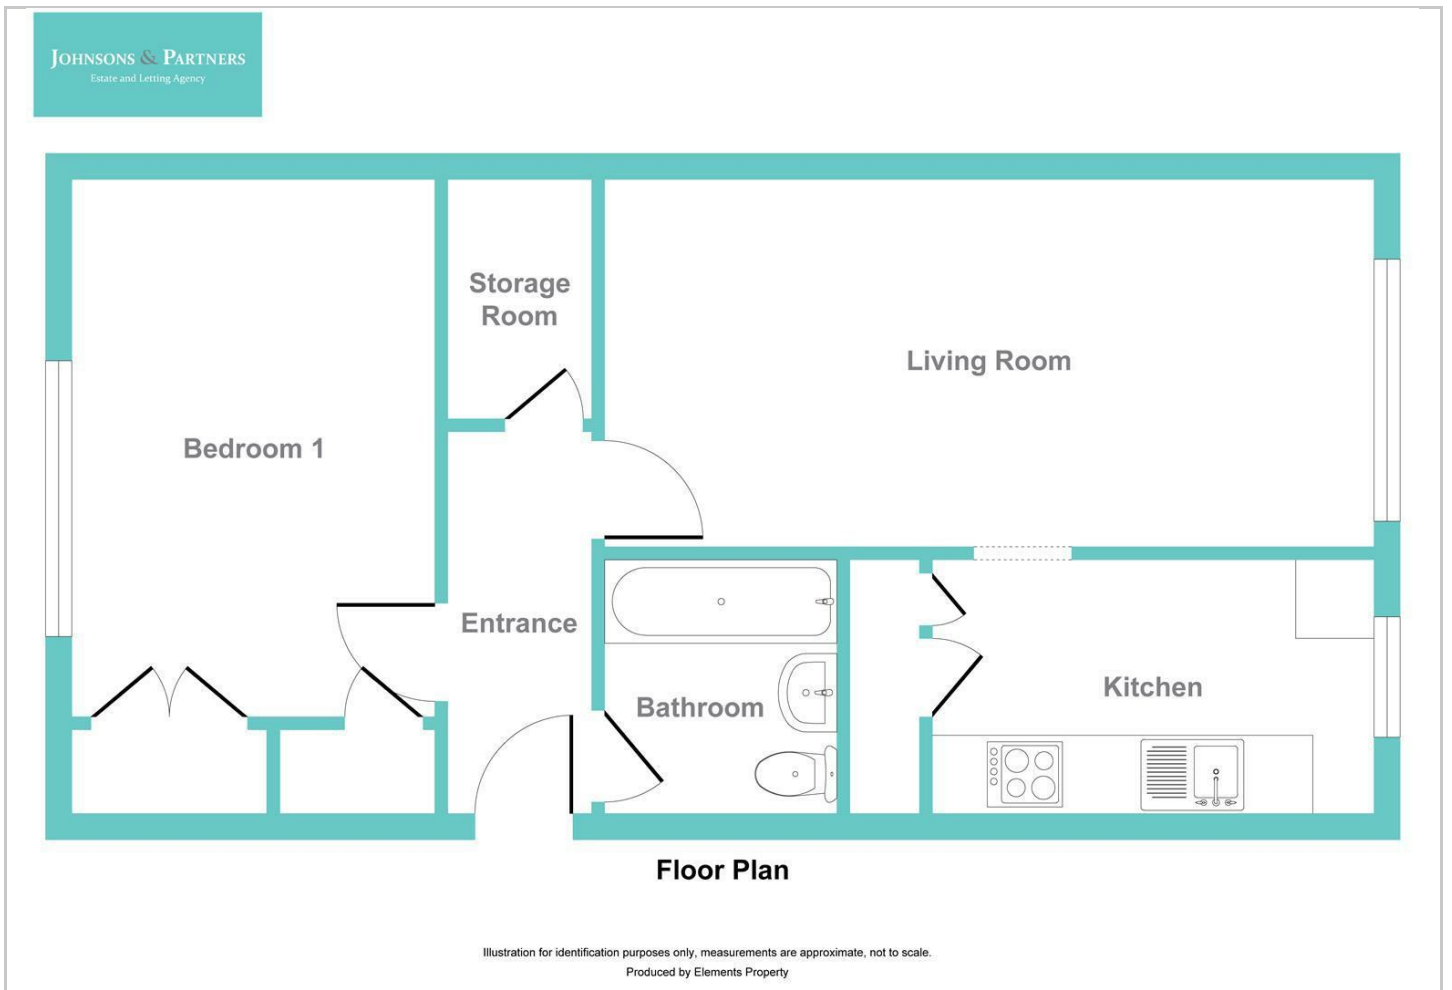 JOHNSONS & PARTNERS
Estate and Letting Agency
Storage
Room
Living Room
Bedroom 1
Entrance
Bathroom
Kitchen
Floor Plan
Illustration for identification purposes only, measurements are approximate, not to scale.
Produced by Elements Property